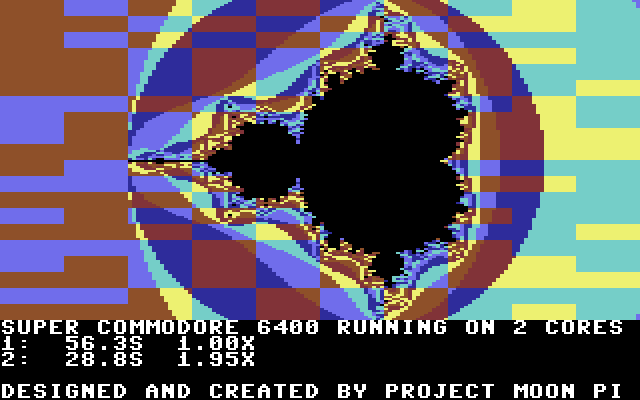 SUPER COMMODORE 6400 RUNNING ON 2 CORES
1:  56.3S  1.00X
2:  28.8S  1.95X
DESIGNED AND CREATED BY PROJECT MOON PI